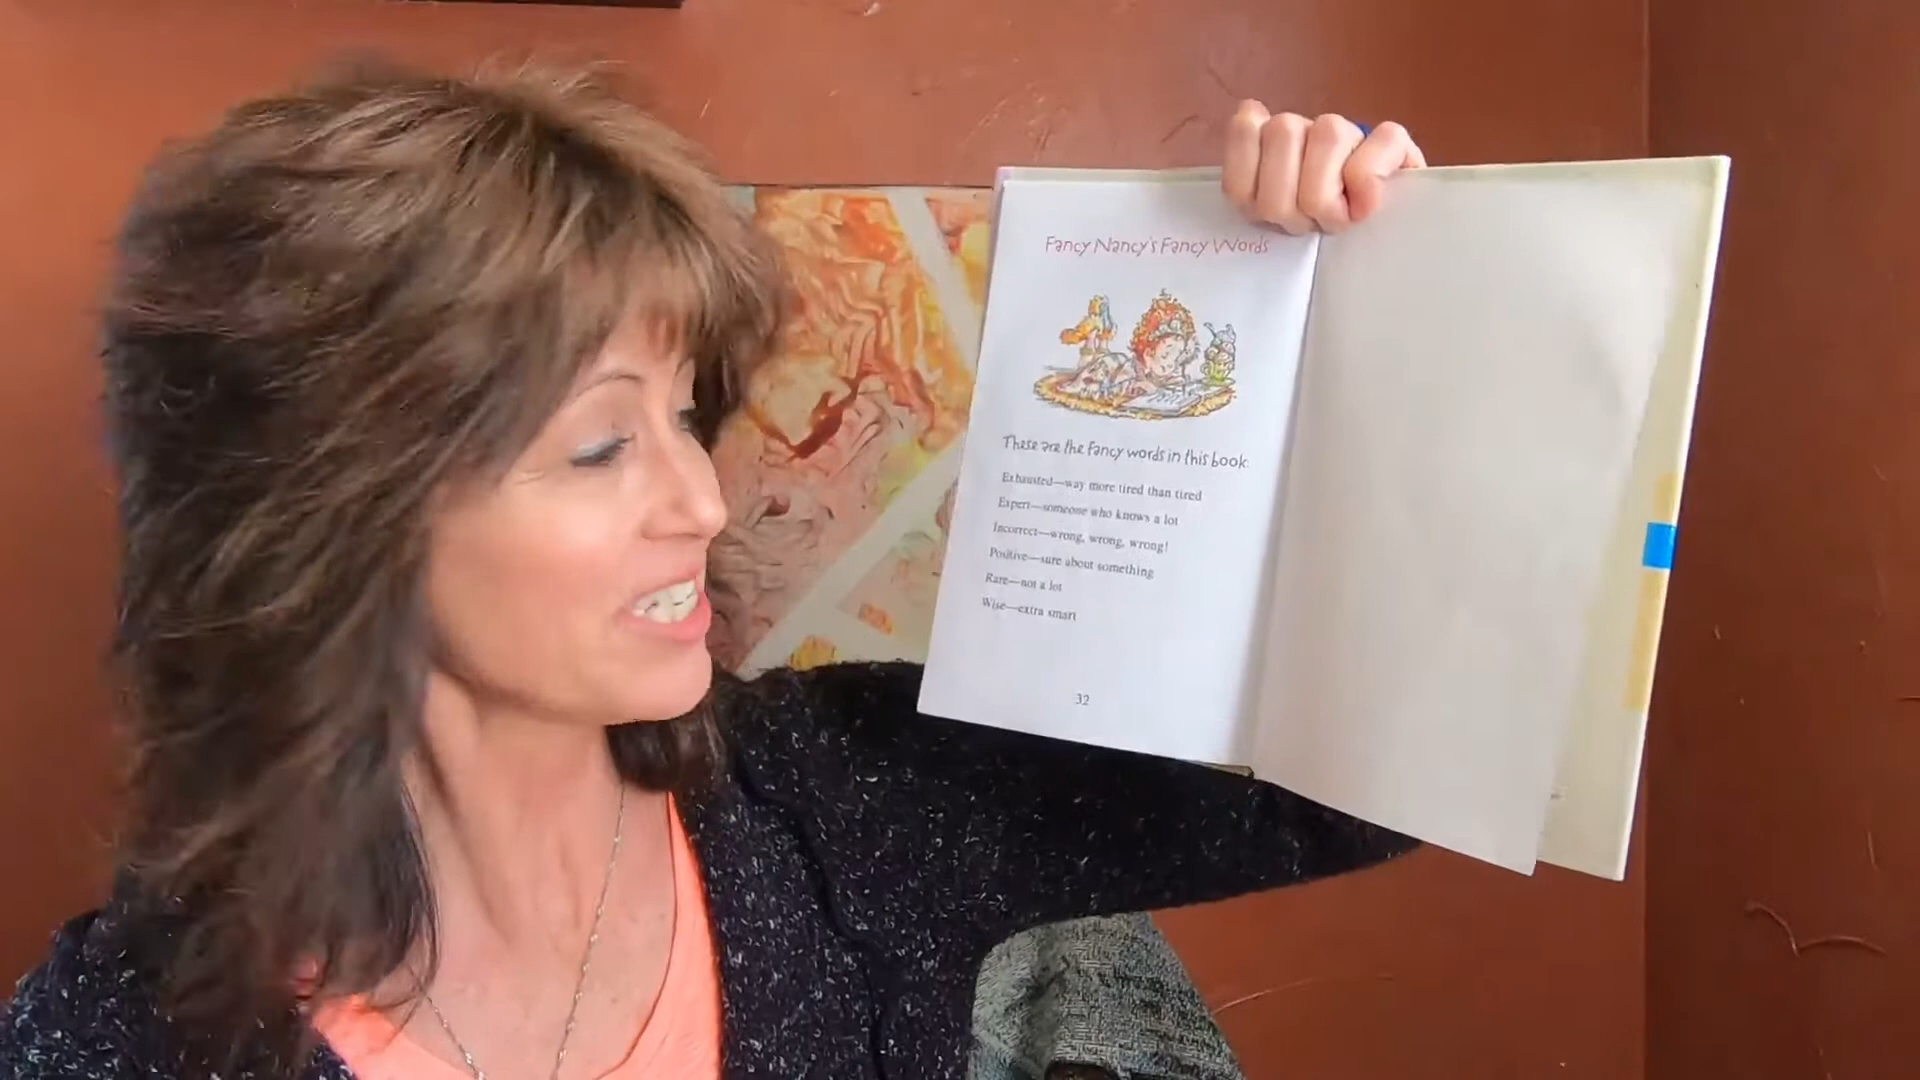 Fancy Nancy's Fancy Words
These are the fancy words in this book:
Exhausted—way more tired than tired
Expert—someone who knows a lot
Incorrect—wrong, wrong, wrong!
Positive—sure about something
Rare—not a lot
Wise—extra smart
32